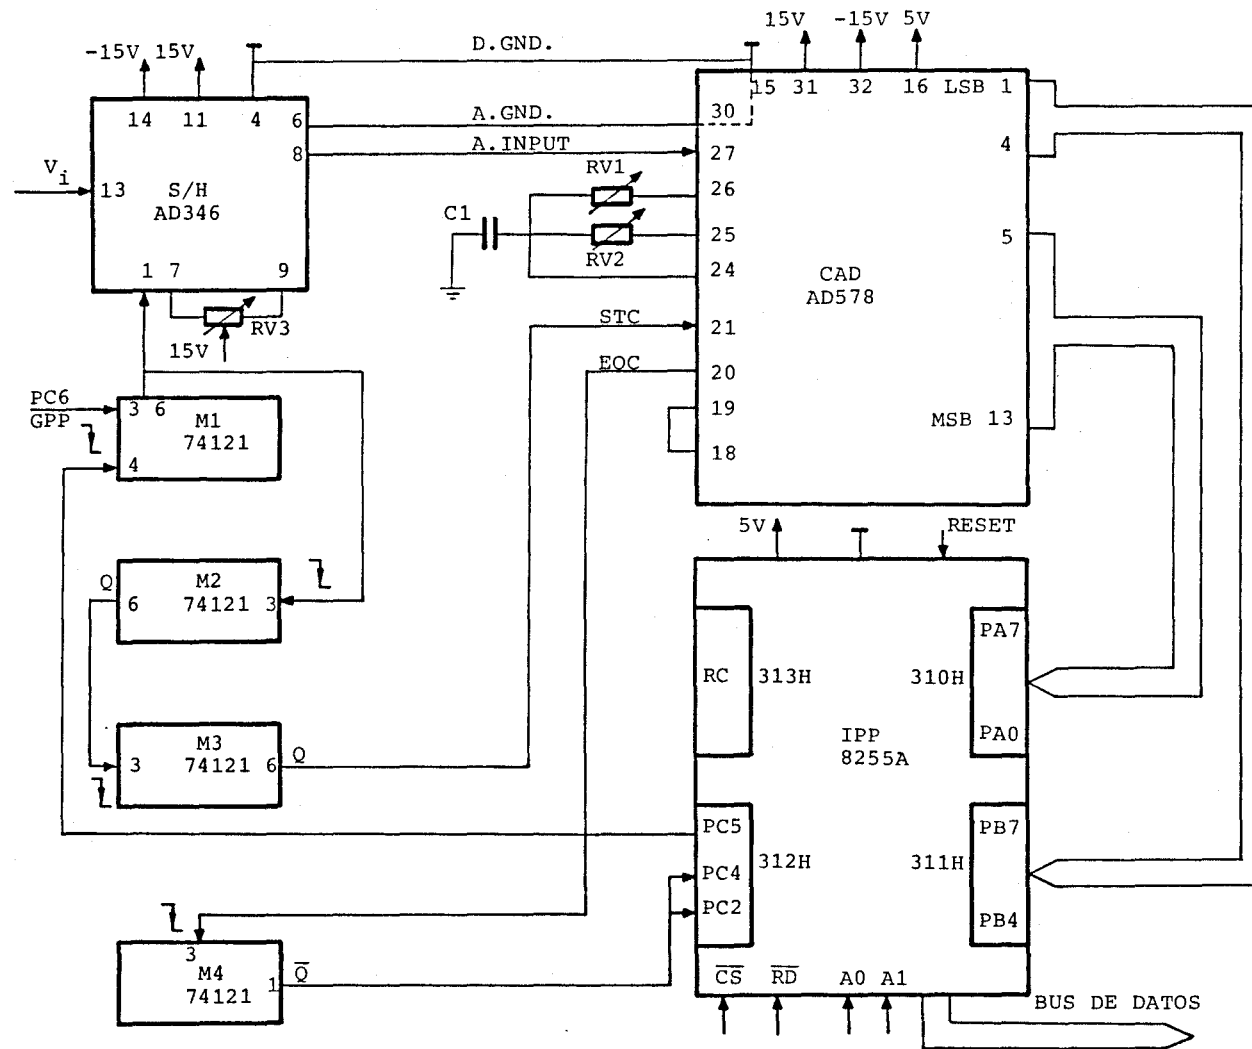 15V -15V 5V
D.GND.
-15V 15V
15 31 32 16 LSB 1
14 11 4 6
A.GND.
30
8
A.INPUT
27
4
Vi
13 S/H
AD346
RV1
26
C1
25
5
RV2
24
1 7 9
CAD
AD578
STC
21
RV3
15V
EOC
20
PC6
GPP
3 6
M1
74121
4
19
18
MSB 13
5V
RESET
Q
M2
6 74121 3
PA7
RC 313H
310H
PA0
M3
3 74121 6
Q
IPP
8255A
PC5
PC4
PC2
312H
311H
PB7
PB4
3
M4
74121 1
Q̅
C̅S̅ R̅D̅ A0 A1
BUS DE DATOS